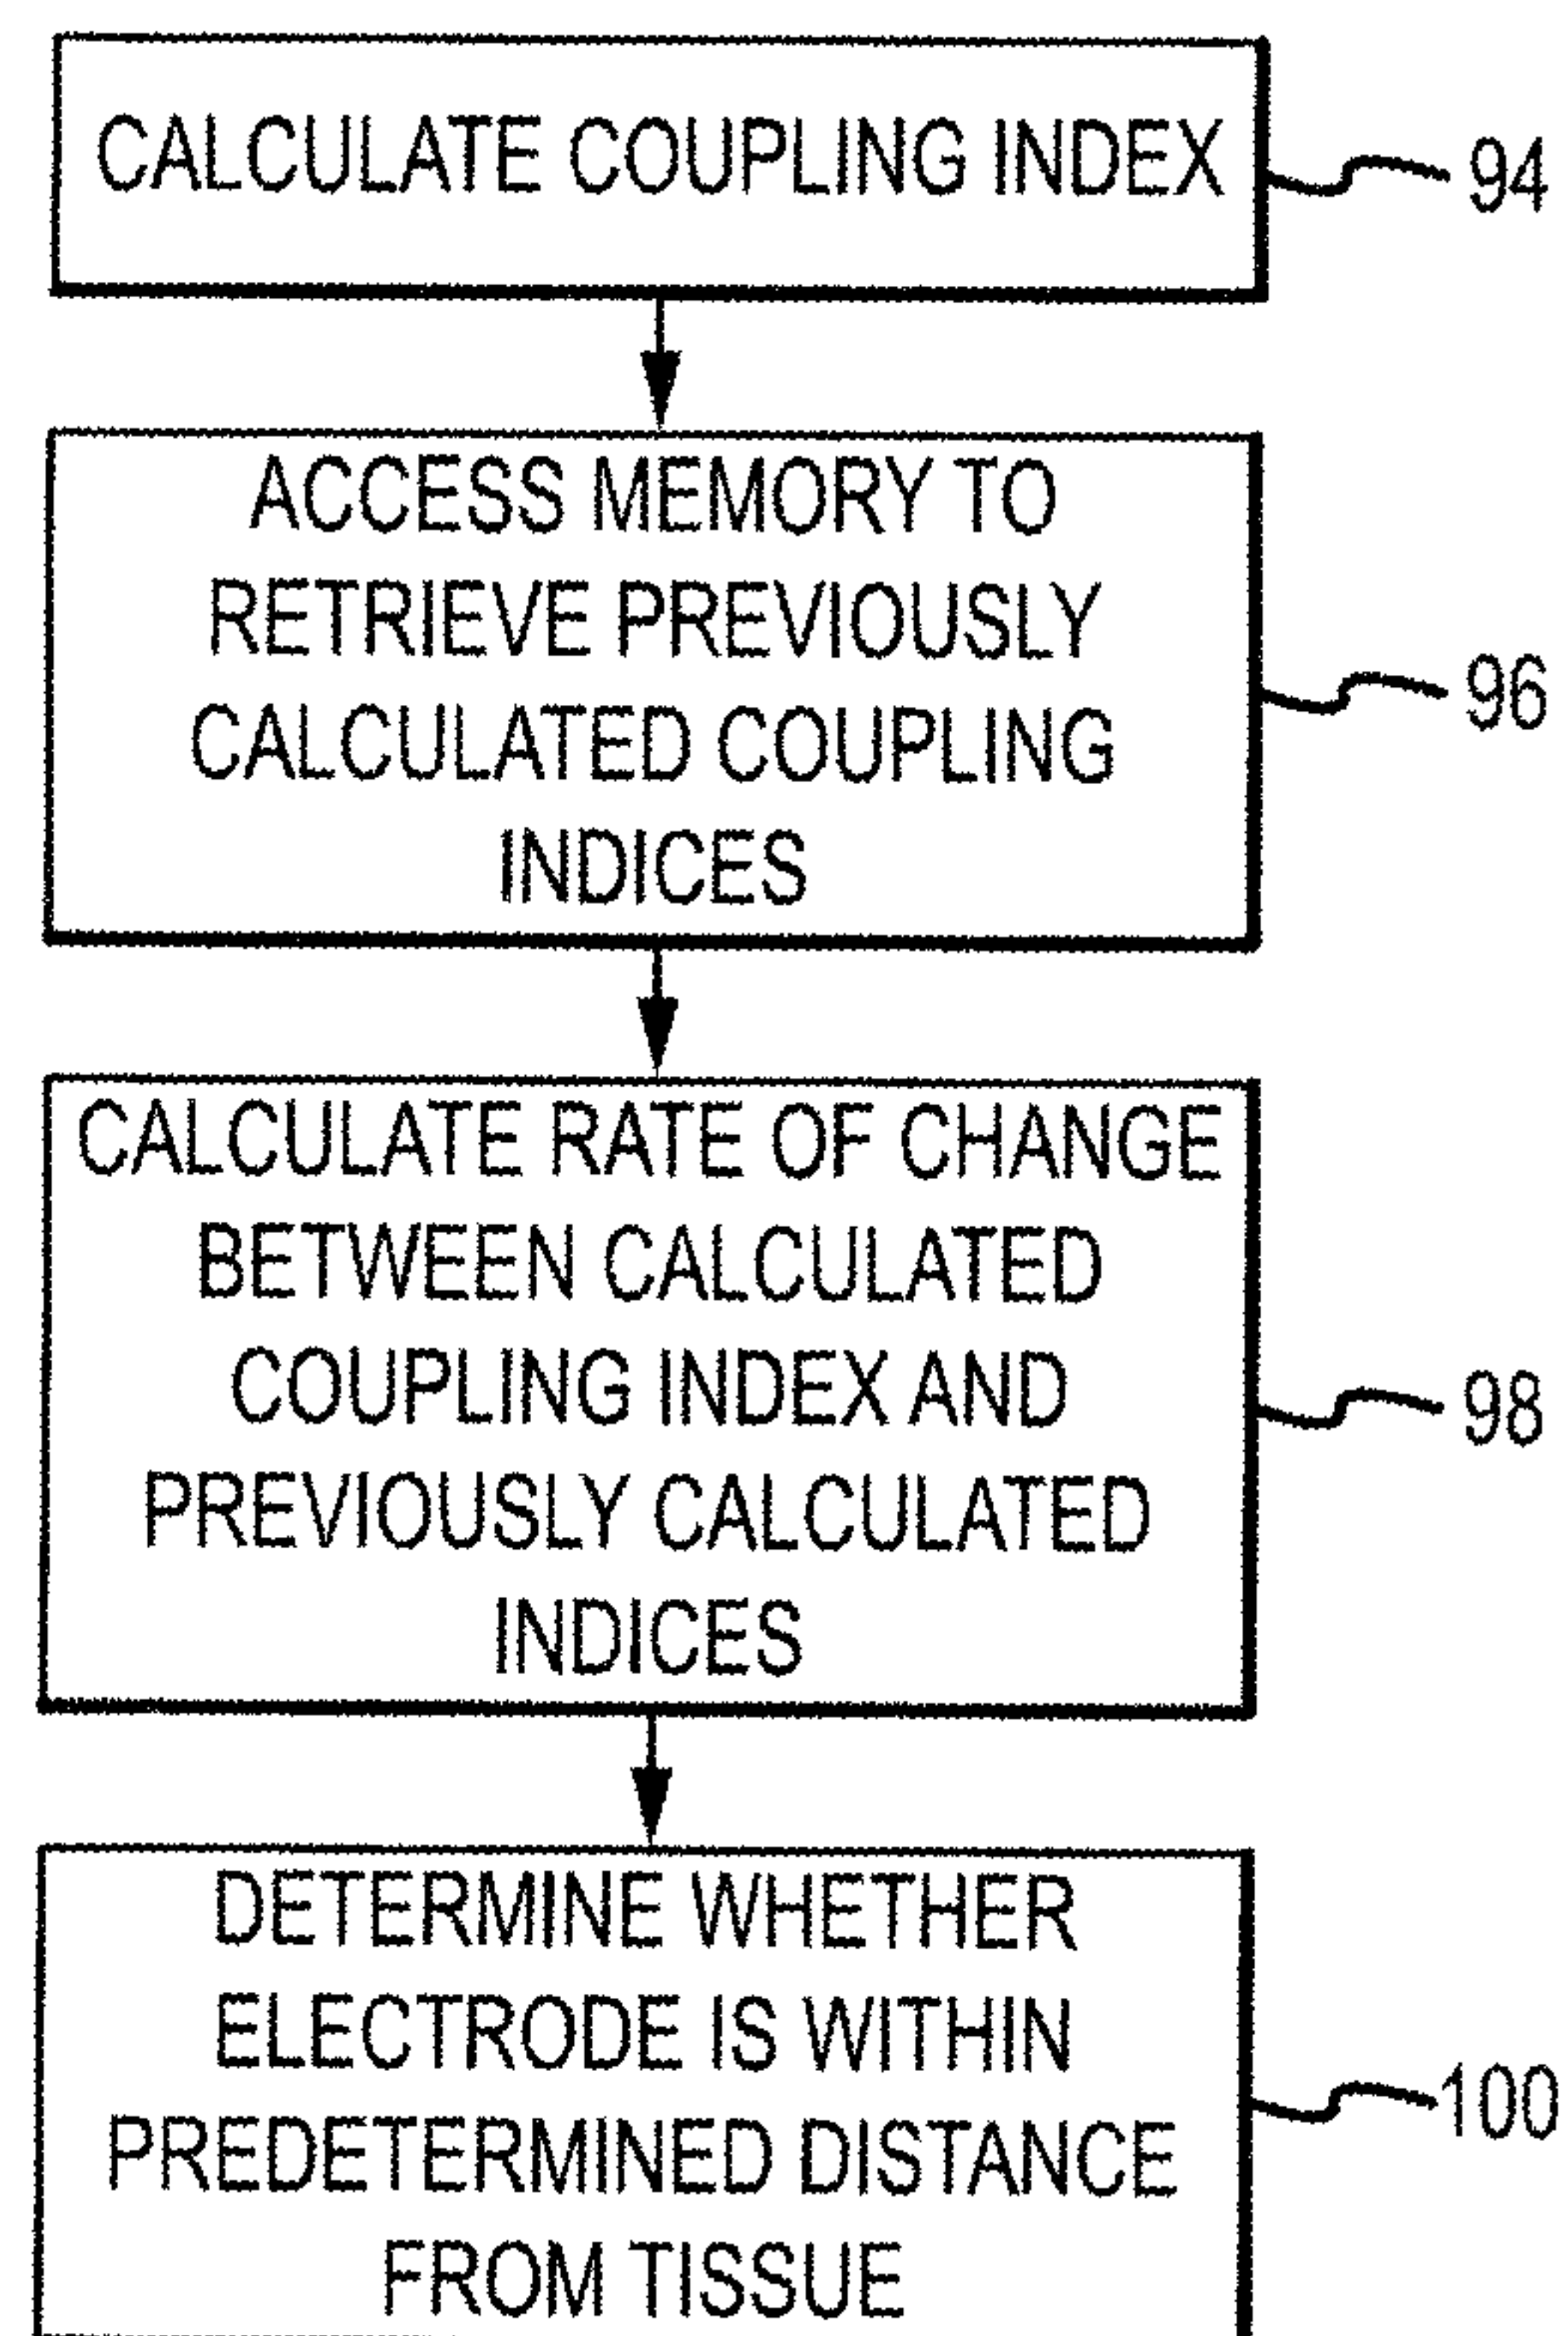 CALCULATE COUPLING INDEX
94
ACCESS MEMORY TO
RETRIEVE PREVIOUSLY
CALCULATED COUPLING
INDICES
96
CALCULATE RATE OF CHANGE
BETWEEN CALCULATED
COUPLING INDEX AND
PREVIOUSLY CALCULATED
INDICES
98
DETERMINE WHETHER
ELECTRODE IS WITHIN
PREDETERMINED DISTANCE
FROM TISSUE
100